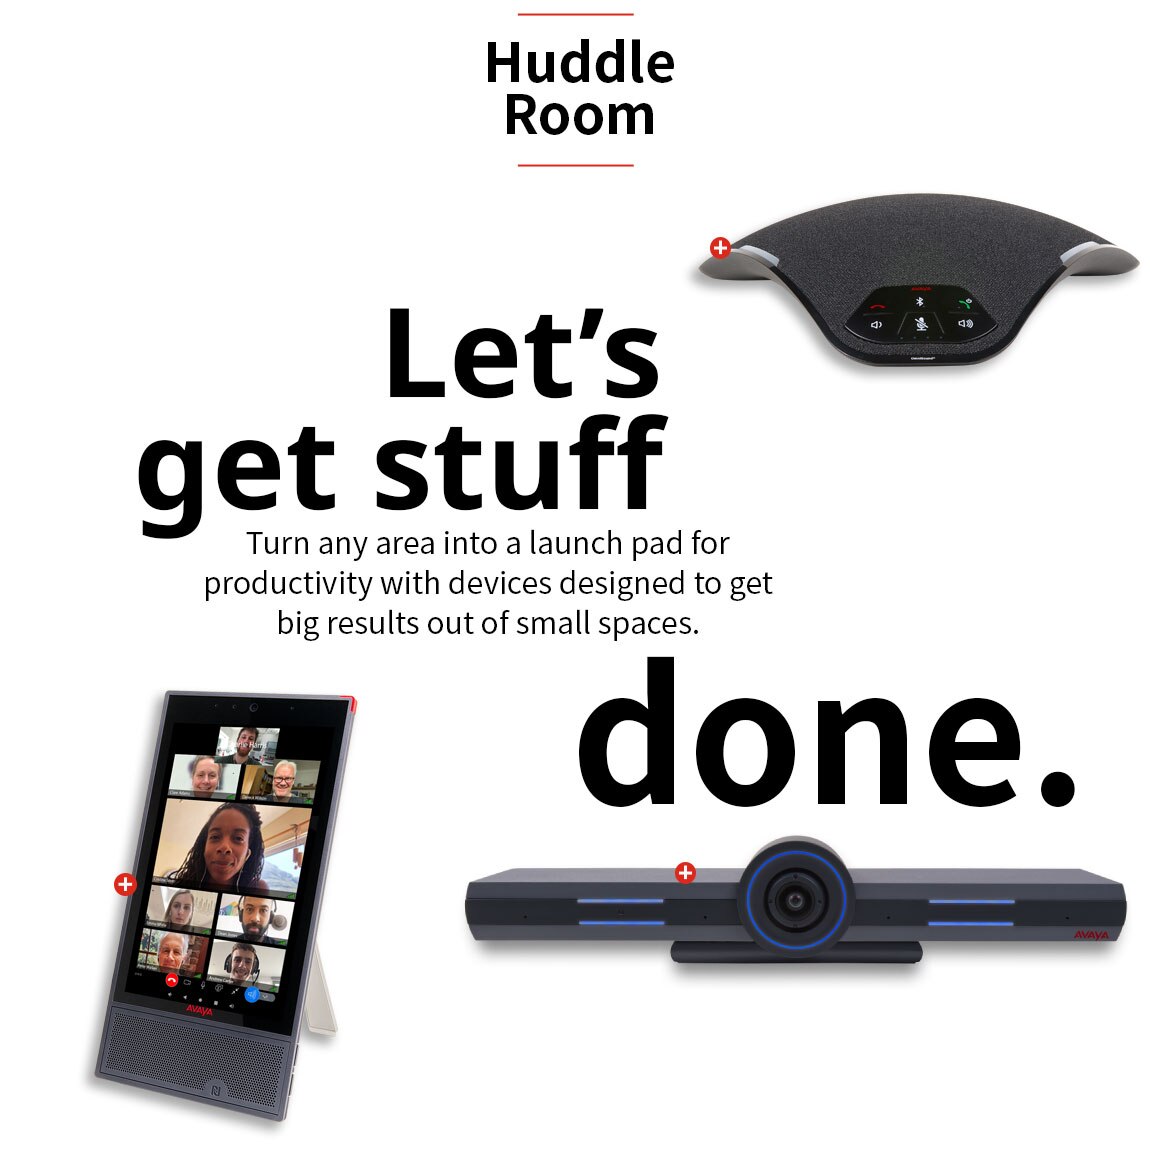 Huddle
Room
AVAYA
Let's
get stuff
Turn any area into a launch pad for
productivity with devices designed to get
big results out of small spaces.
done.
AVAYA
AVAYA